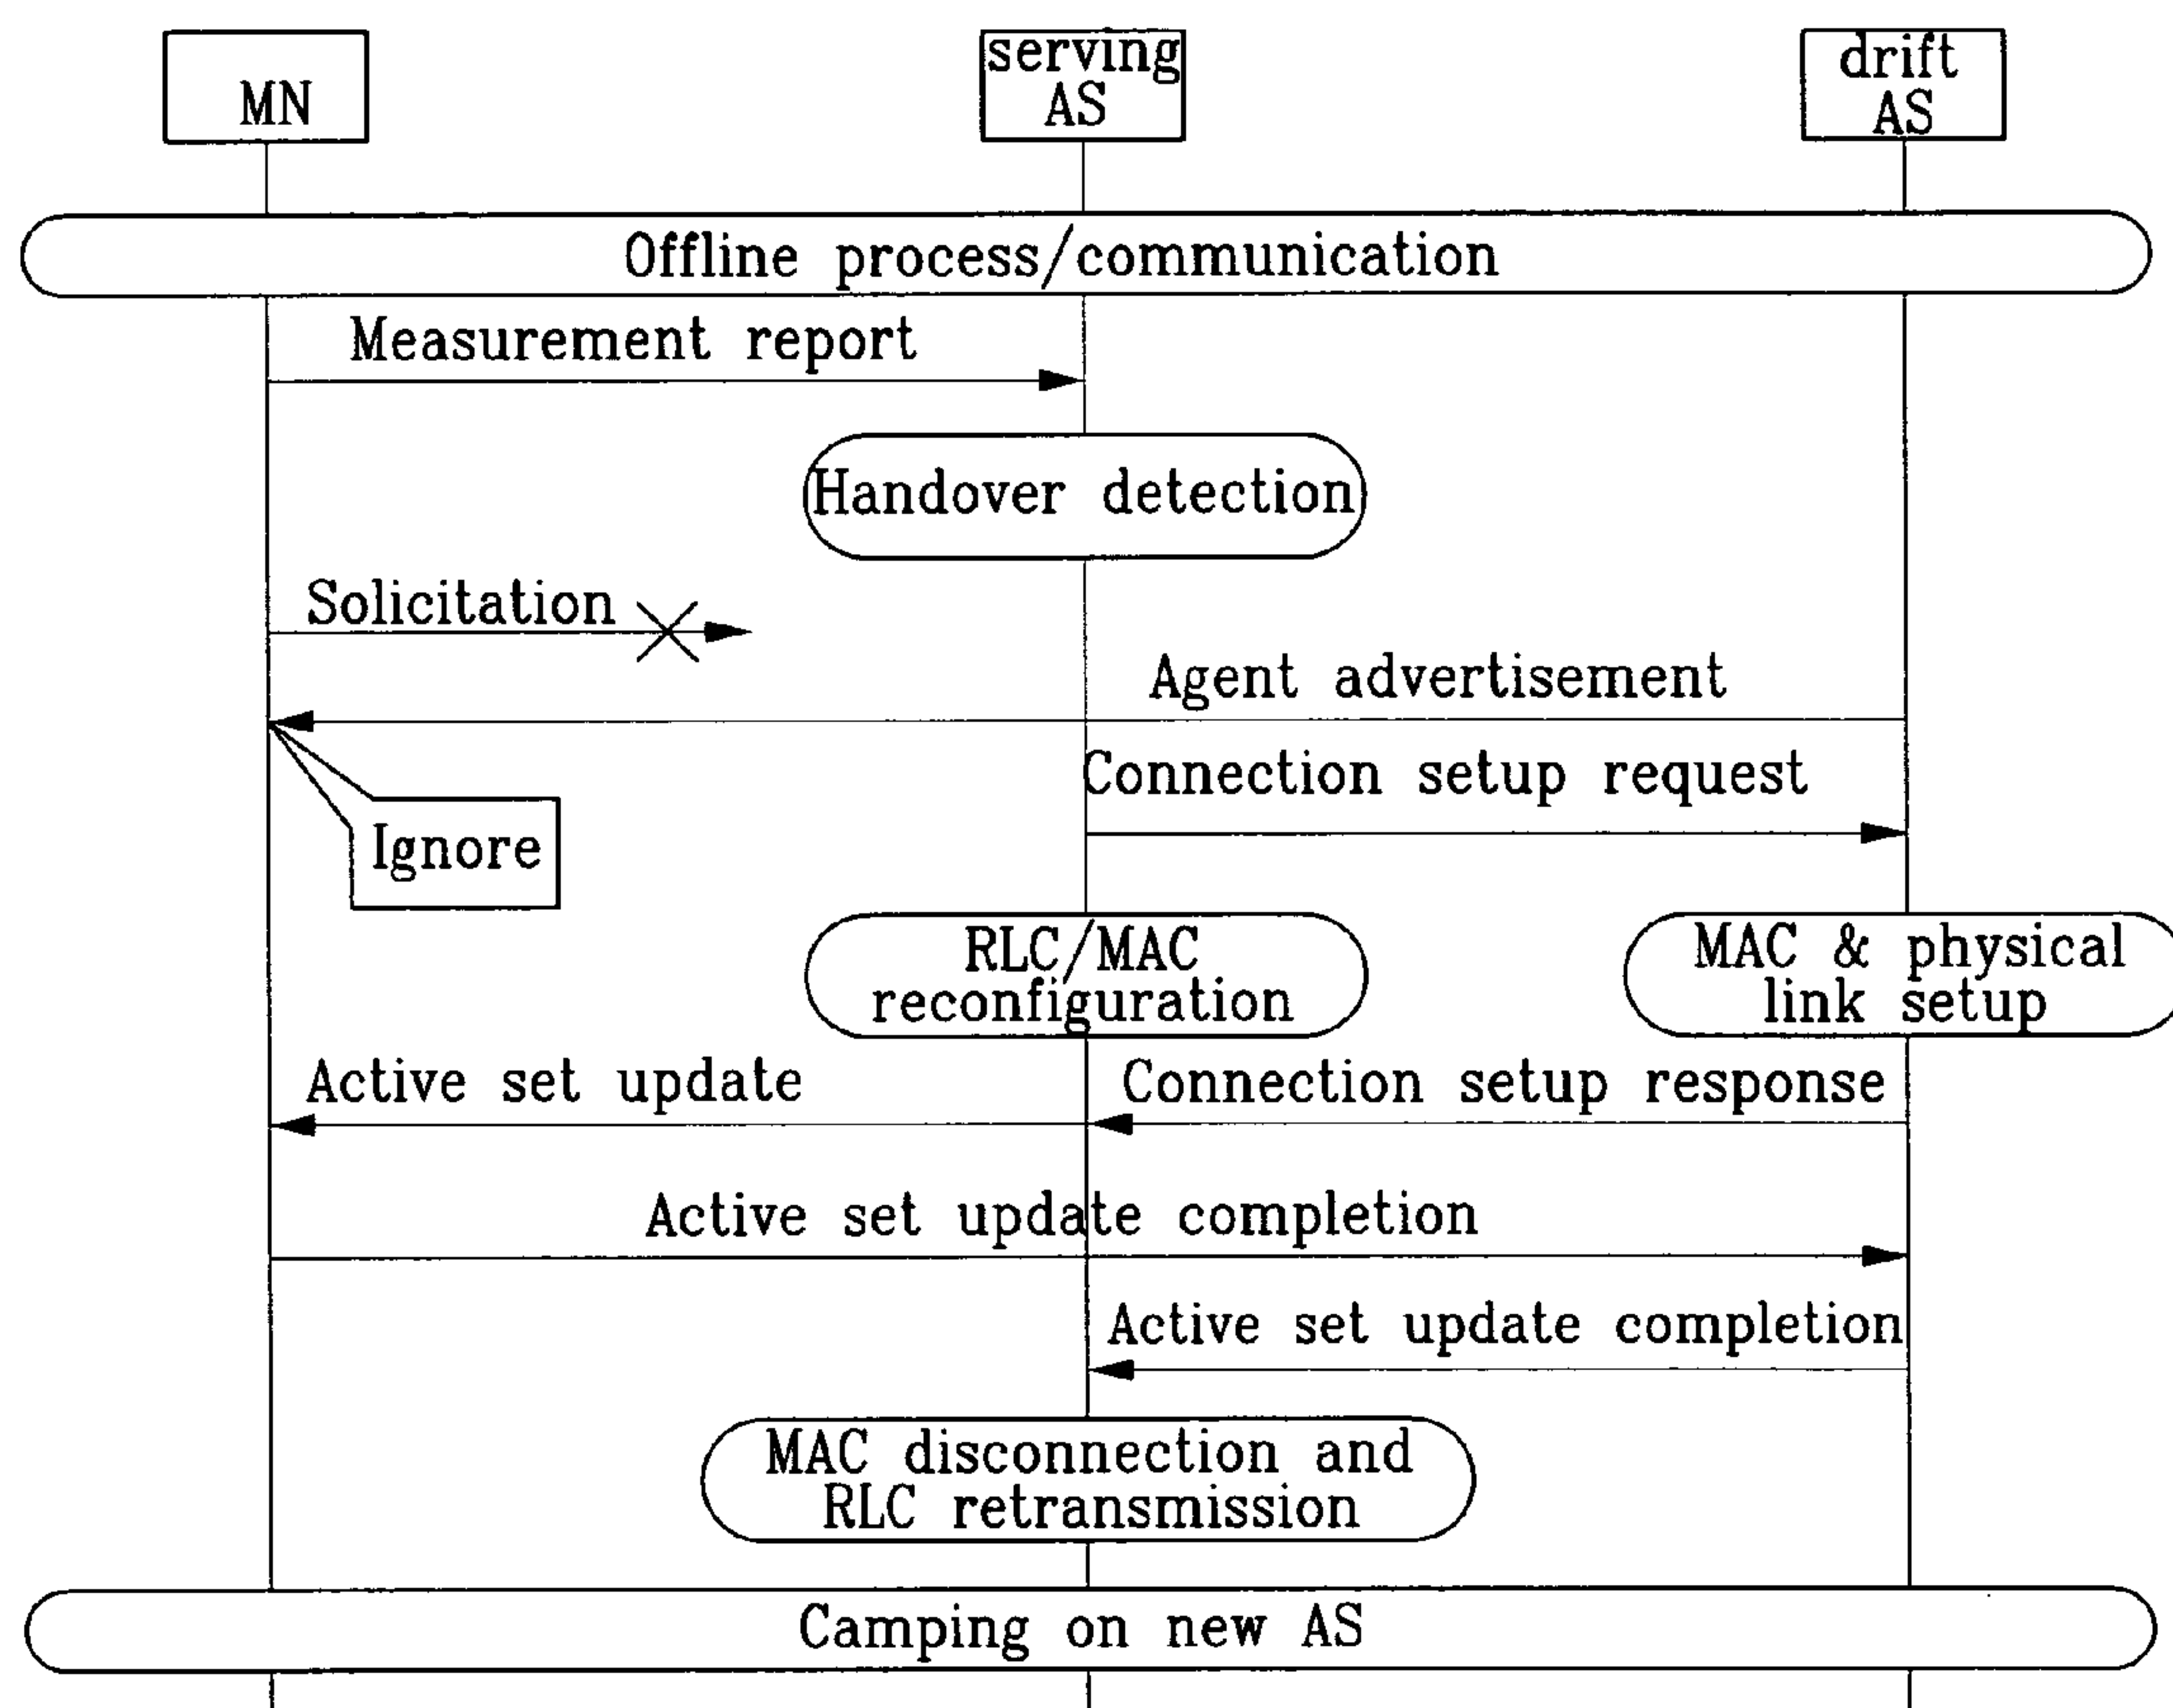 MN
serving
AS
drift
AS
Offline process/communication
Measurement report
Handover detection
Solicitation
Agent advertisement
Connection setup request
Ignore
RLC/MAC
reconfiguration
MAC & physical
link setup
Active set update
Connection setup response
Active set update completion
Active set update completion
MAC disconnection and
RLC retransmission
Camping on new AS